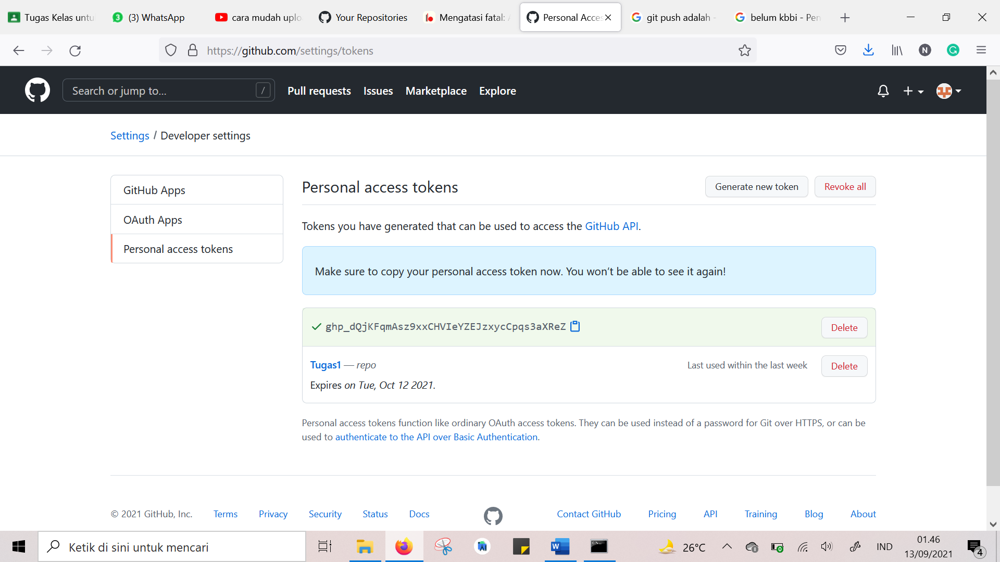 Tugas Kelas untu
(3) WhatsApp
cara mudah uplo
Your Repositories
Mengatasi fatal:
Personal Acces
git push adalah -
belum kbbi - Pen
https://github.com/settings/tokens
N
Search or jump to...
/
Pull requests
Issues
Marketplace
Explore
Settings / Developer settings
GitHub Apps
OAuth Apps
Personal access tokens
Personal access tokens
Generate new token
Revoke all
Tokens you have generated that can be used to access the GitHub API.
Make sure to copy your personal access token now. You won't be able to see it again!
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
Delete
Tugas1 — repo
Last used within the last week
Delete
Expires on Tue, Oct 12 2021.
Personal access tokens function like ordinary OAuth access tokens. They can be used instead of a password for Git over HTTPS, or can be
used to authenticate to the API over Basic Authentication.
© 2021 GitHub, Inc.
Terms
Privacy
Security
Status
Docs
Contact GitHub
Pricing
API
Training
Blog
About
Ketik di sini untuk mencari
26°C
IND
01.46
13/09/2021
4